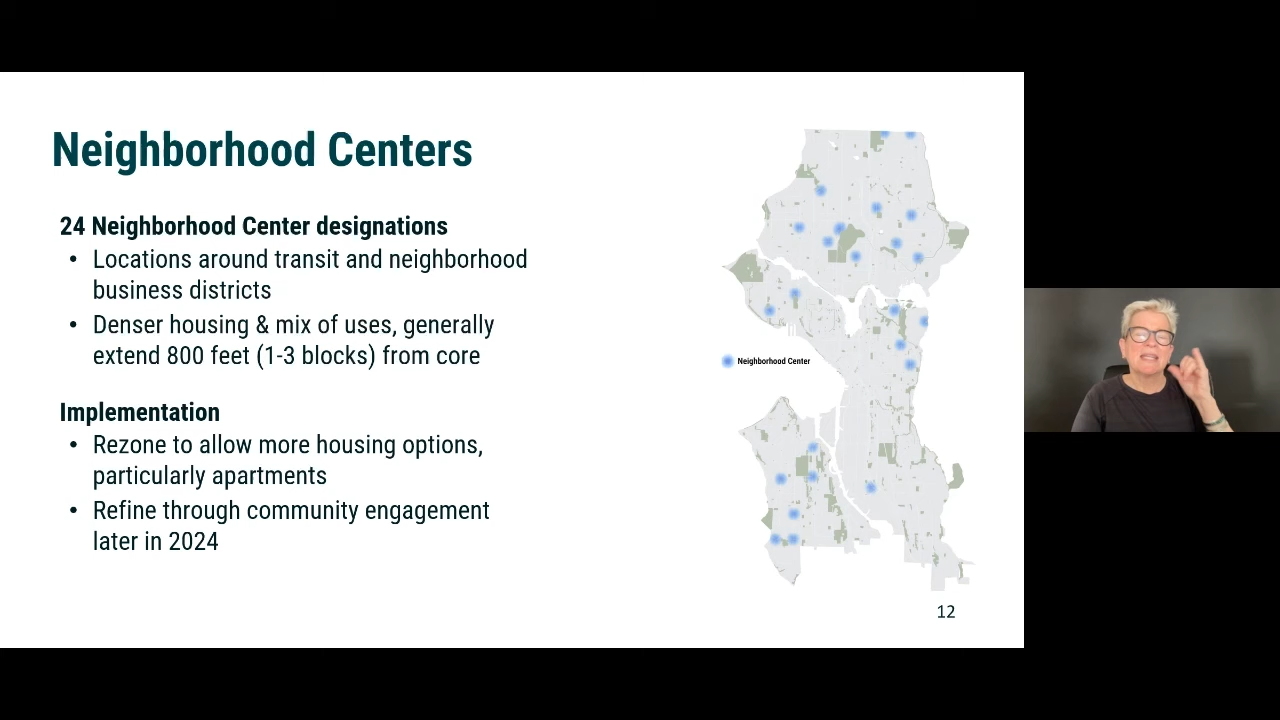 Neighborhood Centers
24 Neighborhood Center designations
• Locations around transit and neighborhood
business districts
• Denser housing & mix of uses, generally
extend 800 feet (1-3 blocks) from core
Implementation
• Rezone to allow more housing options,
particularly apartments
• Refine through community engagement
later in 2024
Neighborhood Center
12